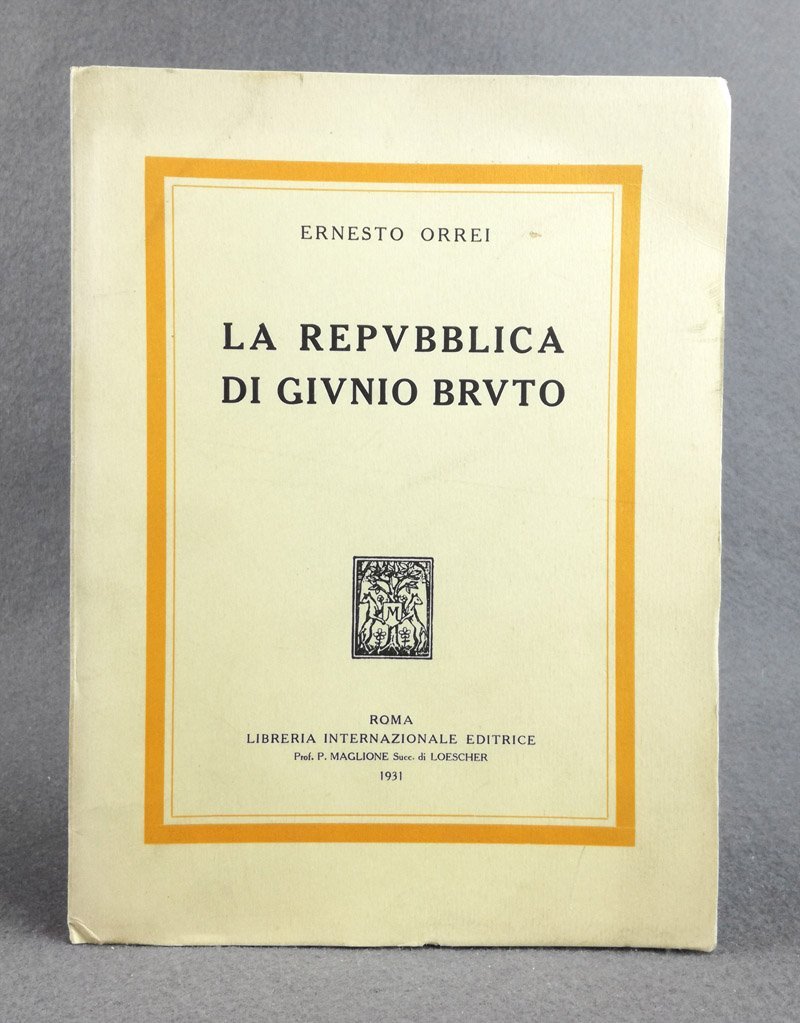 ERNESTO ORREI
LA REPVBBLICA
DI GIVNIO BRVTO
M
ROMA
LIBRERIA INTERNAZIONALE EDITRICE
Prof. P. MAGLIONE Succ. di LOESCHER
1931